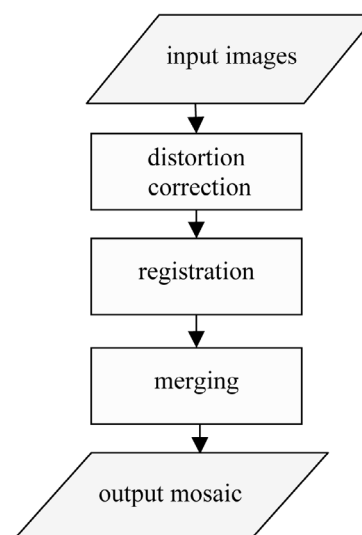 input images
distortion
correction
registration
merging
output mosaic